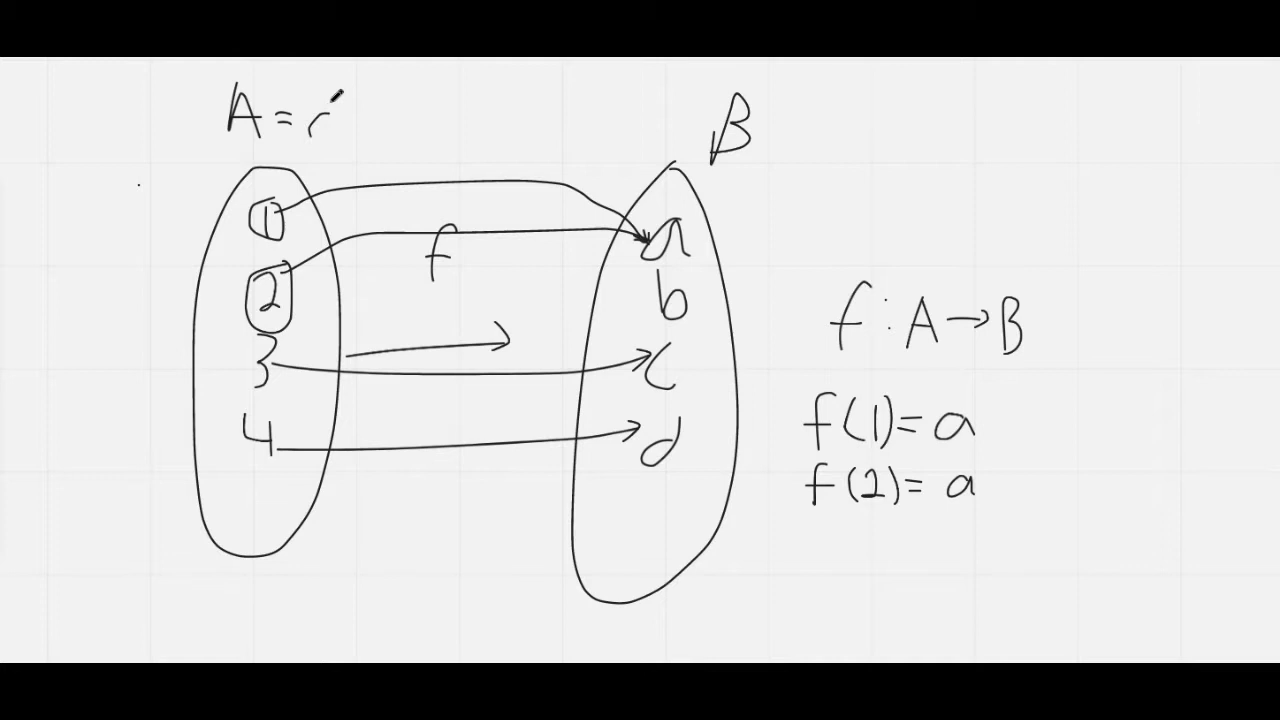 A =
B
1
2
3
4
f
a
b
c
d
f : A → B
f(1) = a
f(2) = a